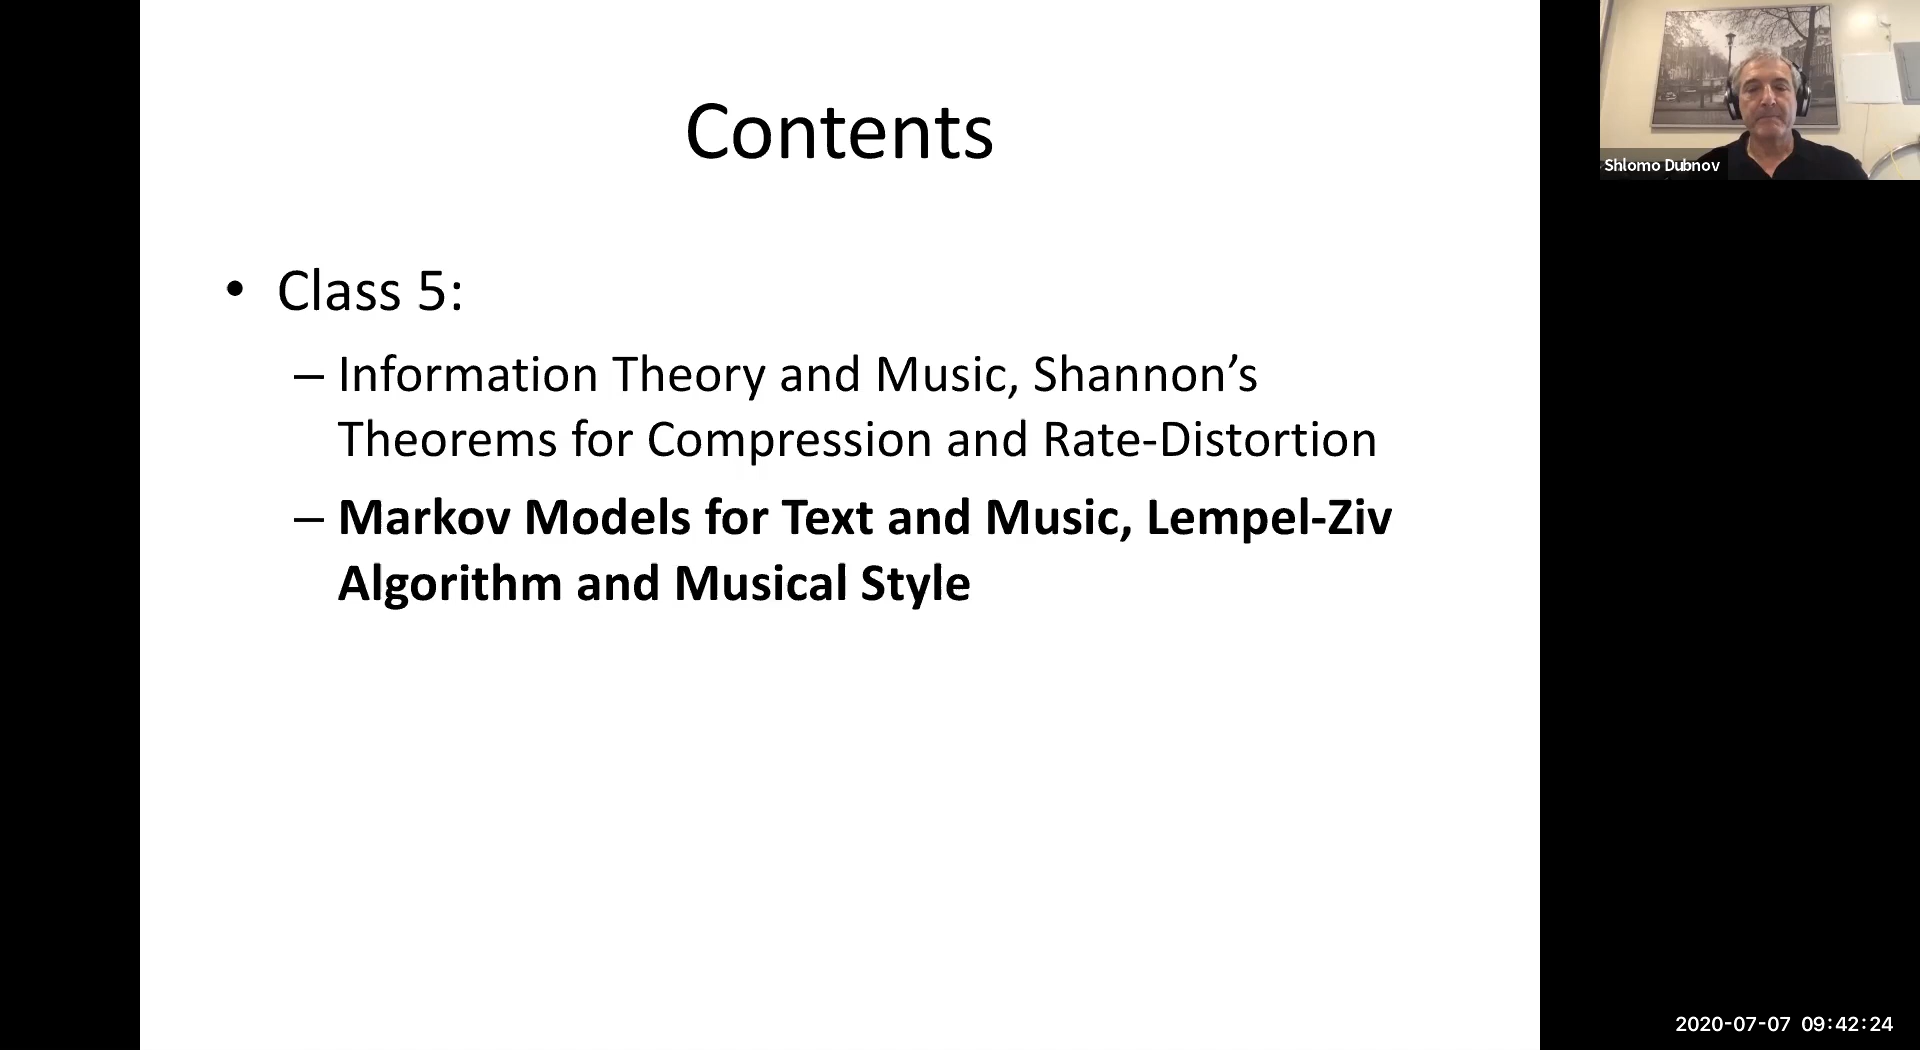 Contents
• Class 5:
– Information Theory and Music, Shannon’s
Theorems for Compression and Rate-Distortion
– Markov Models for Text and Music, Lempel-Ziv
Algorithm and Musical Style
Shlomo Dubnov
2020-07-07 09:42:24